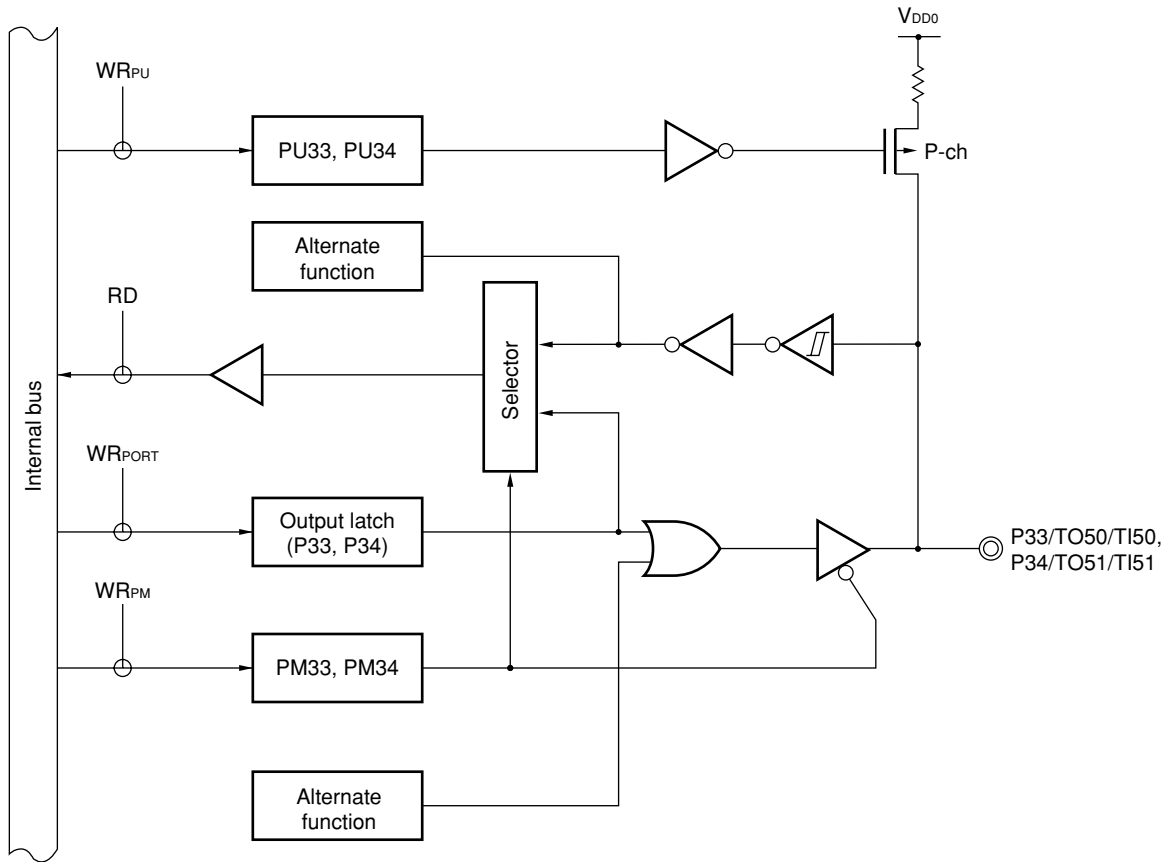 VDD0
WRPU
PU33, PU34
P-ch
Alternate
function
RD
Selector
Internal bus
WRPORT
Output latch
(P33, P34)
P33/TO50/TI50,
P34/TO51/TI51
WRPM
PM33, PM34
Alternate
function